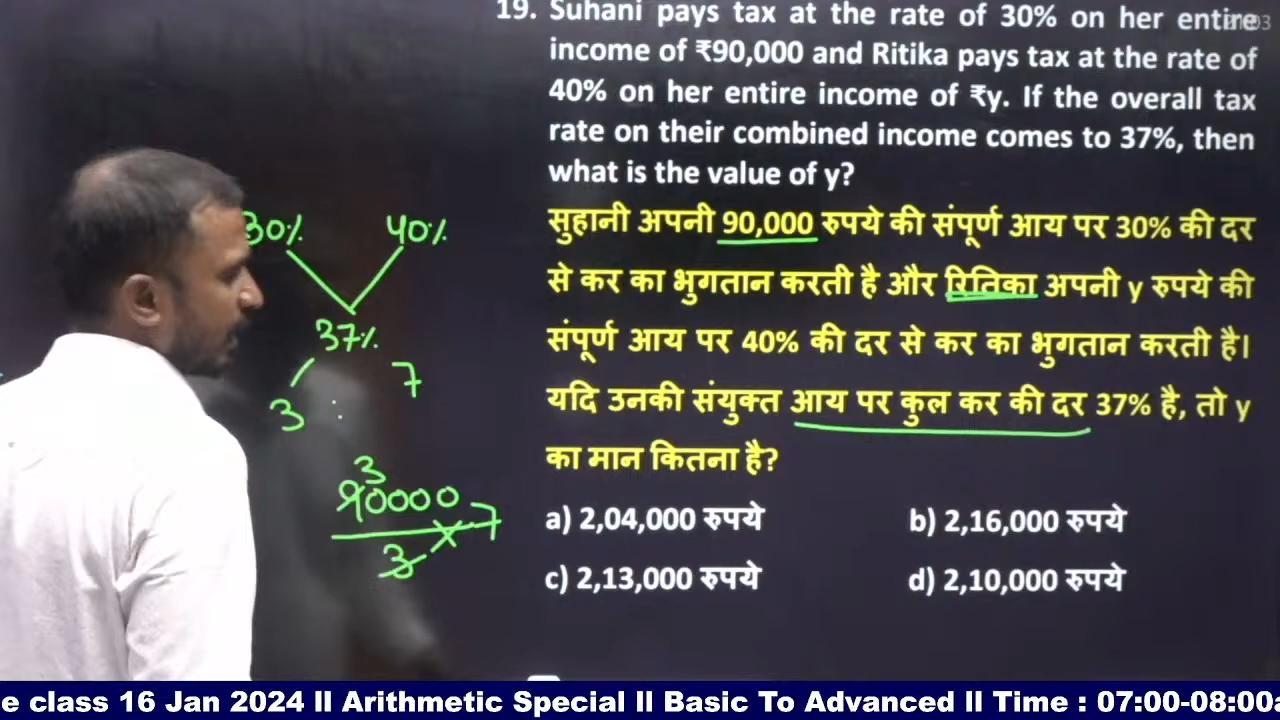 19. Suhani pays tax at the rate of 30% on her entire
income of ₹90,000 and Ritika pays tax at the rate of
40% on her entire income of ₹y. If the overall tax
rate on their combined income comes to 37%, then
what is the value of y?
सुहानी अपनी 90,000 रुपये की संपूर्ण आय पर 30% की दर
से कर का भुगतान करती है और रितिका अपनी y रुपये की
संपूर्ण आय पर 40% की दर से कर का भुगतान करती है।
यदि उनकी संयुक्त आय पर कुल कर की दर 37% है, तो y
का मान कितना है?
a) 2,04,000 रुपये b) 2,16,000 रुपये
c) 2,13,000 रुपये d) 2,10,000 रुपये
30% 40%
37%
3 : 7
3
90000
3 × 7
e class 16 Jan 2024 ll Arithmetic Special ll Basic To Advanced ll Time : 07:00-08:00